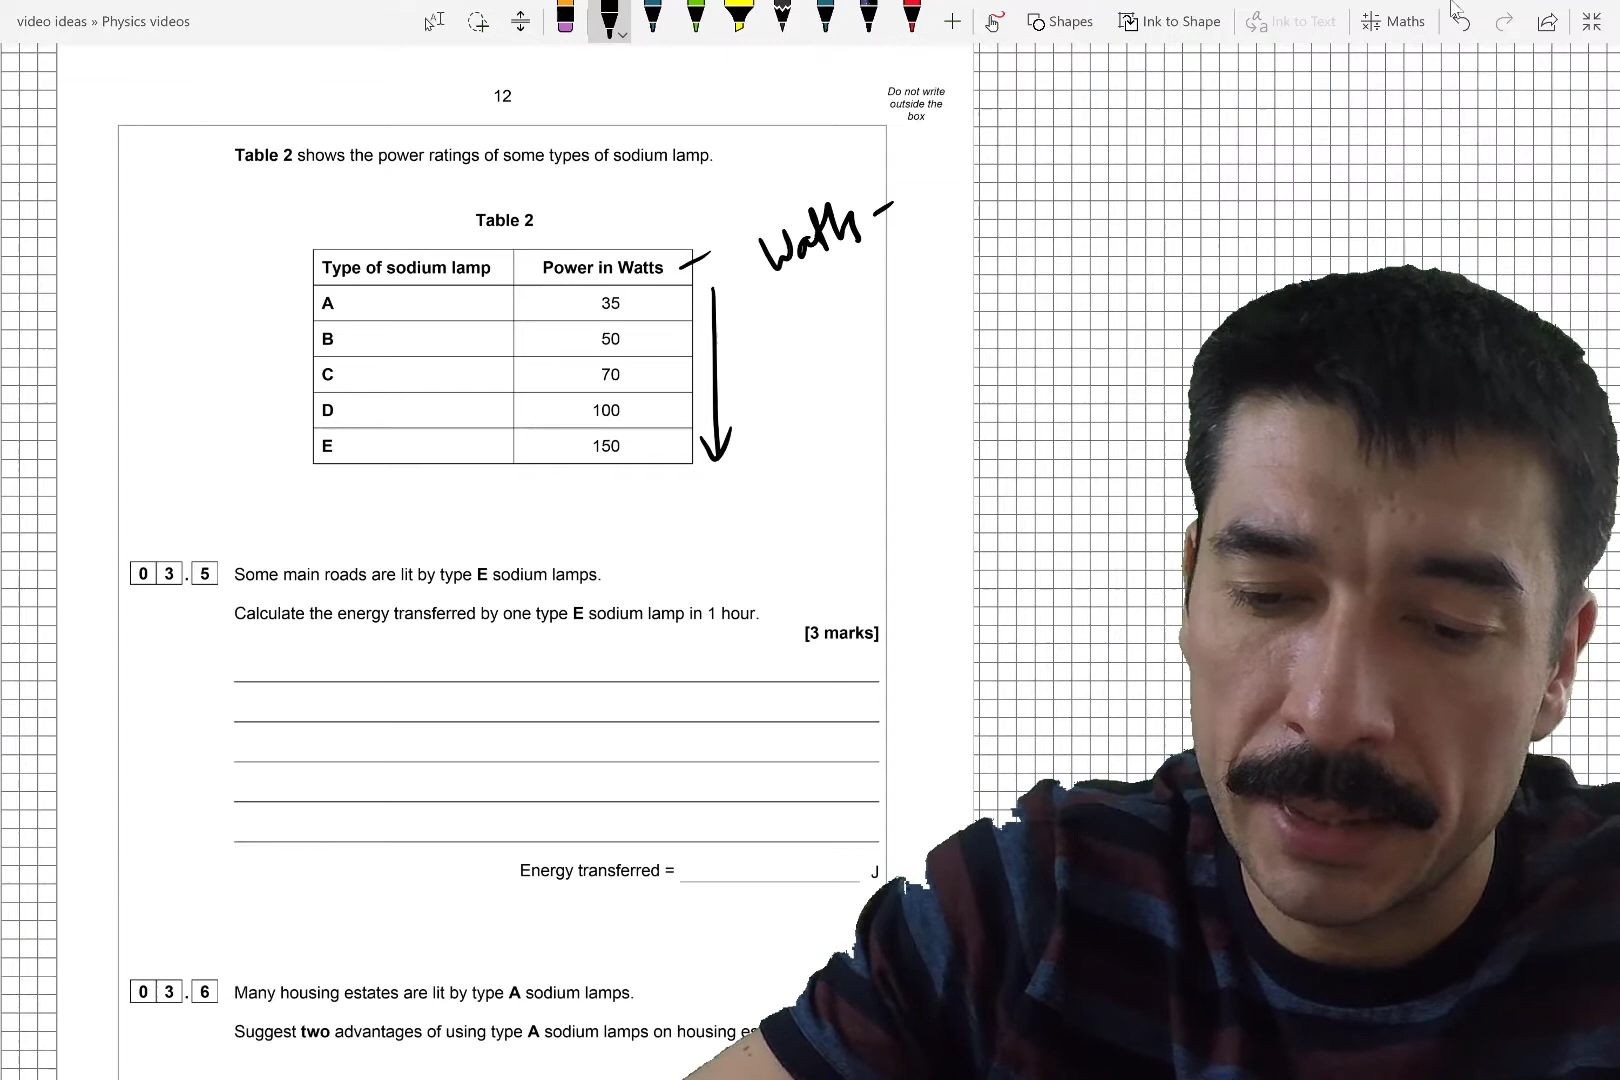 video ideas » Physics videos
Shapes
Ink to Shape
Ink to Text
Maths
12
Do not write
outside the
box
Table 2 shows the power ratings of some types of sodium lamp.
Table 2
Watts -
Type of sodium lamp Power in Watts
A 35
B 50
C 70
D 100
E 150
0 3 . 5 Some main roads are lit by type E sodium lamps.
Calculate the energy transferred by one type E sodium lamp in 1 hour.
[3 marks]
Energy transferred = J
0 3 . 6 Many housing estates are lit by type A sodium lamps.
Suggest two advantages of using type A sodium lamps on housing